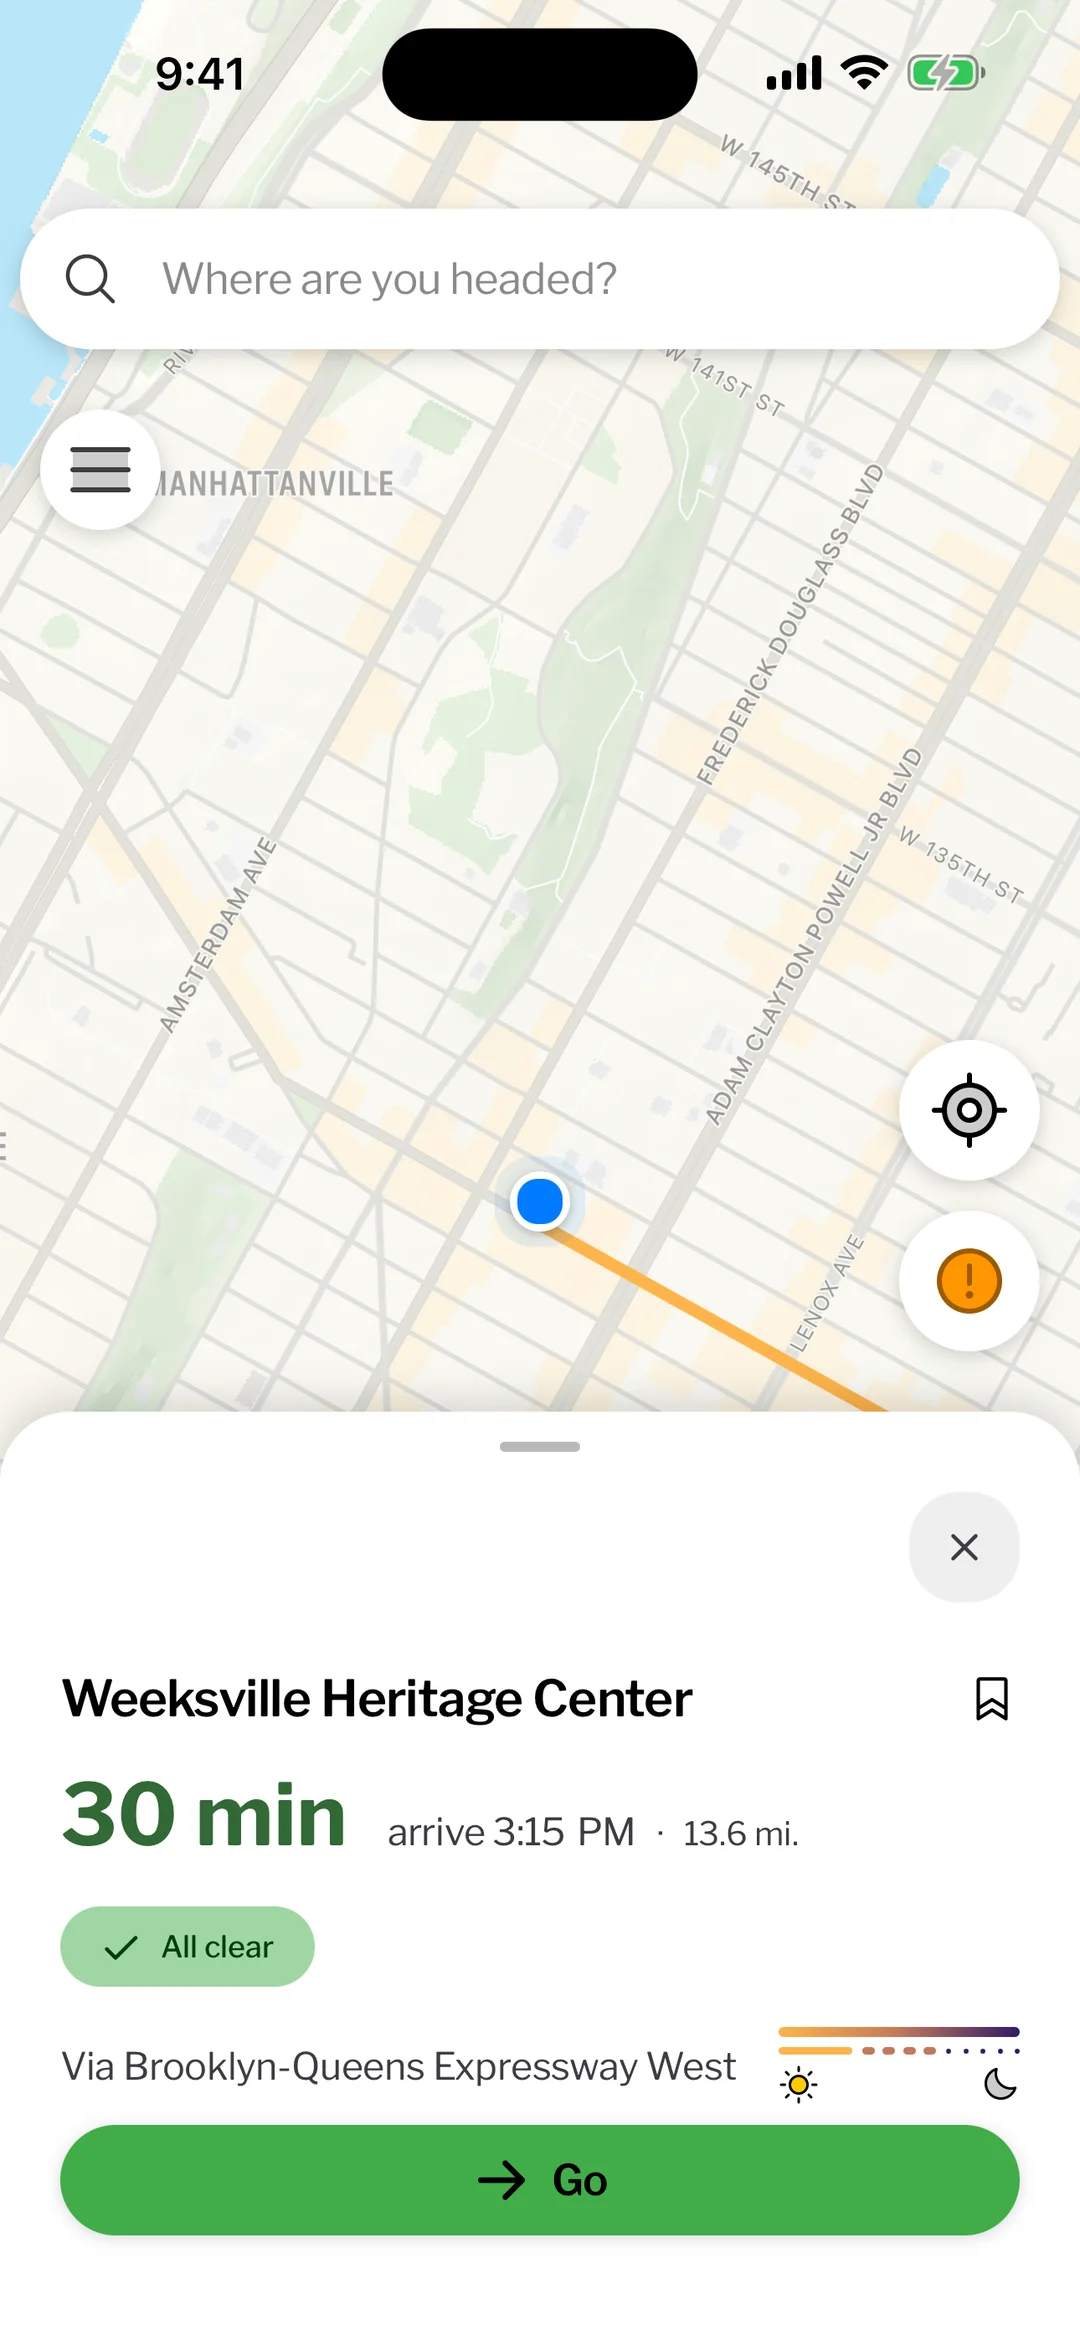 9:41
W 145TH ST
Where are you headed?
W 141ST ST
MANHATTANVILLE
FREDERICK DOUGLASS BLVD
ADAM CLAYTON POWELL JR BLVD
W 135TH ST
AMSTERDAM AVE
LENOX AVE
Weeksville Heritage Center
30 min arrive 3:15 PM · 13.6 mi.
All clear
Via Brooklyn-Queens Expressway West
Go